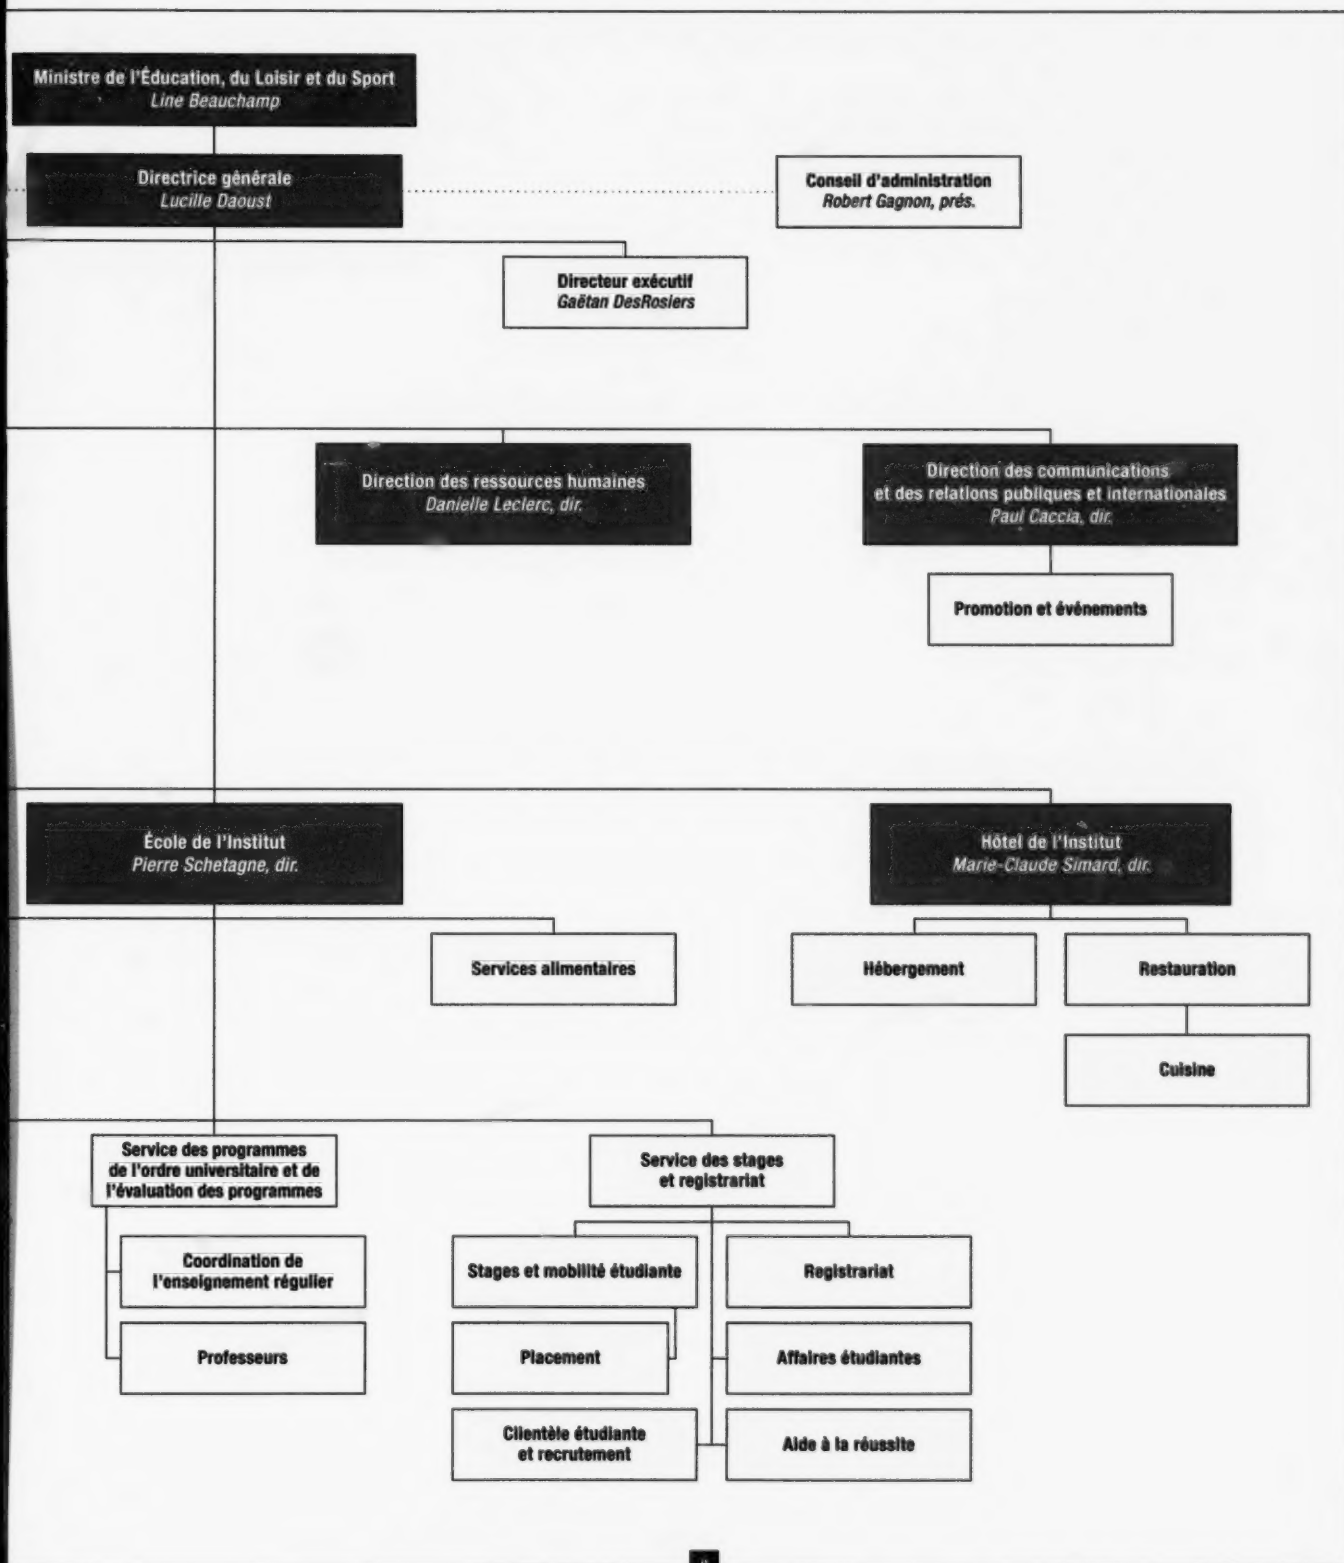 Ministre de l'Éducation, du Loisir et du Sport
Line Beauchamp
Directrice générale
Lucille Daoust
Conseil d'administration
Robert Gagnon, prés.
Directeur exécutif
Gaëtan DesRosiers
Direction des ressources humaines
Danielle Leclerc, dir.
Direction des communications
et des relations publiques et internationales
Paul Caccia, dir.
Promotion et événements
École de l'Institut
Pierre Schetagne, dir.
Hôtel de l'Institut
Marie-Claude Simard, dir.
Services alimentaires
Hébergement
Restauration
Cuisine
Service des programmes
de l'ordre universitaire et de
l'évaluation des programmes
Service des stages
et registrariat
Coordination de
l'enseignement régulier
Stages et mobilité étudiante
Registrariat
Professeurs
Placement
Affaires étudiantes
Clientèle étudiante
et recrutement
Aide à la réussite